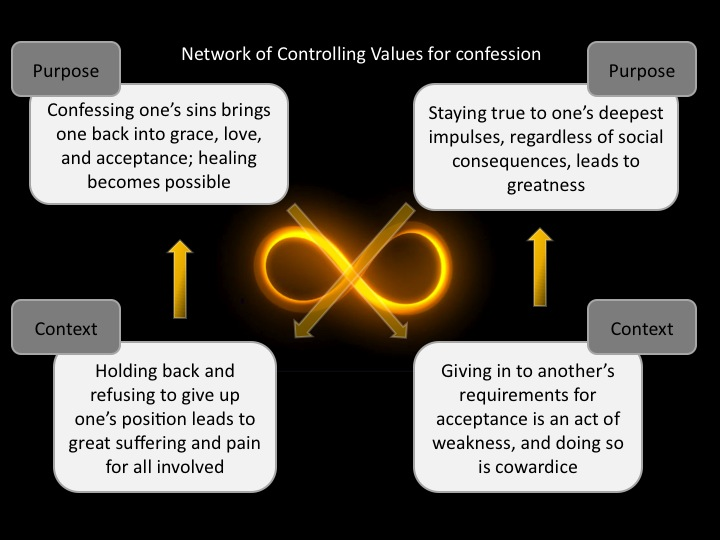 Network of Controlling Values for confession
Purpose
Confessing one's sins brings
one back into grace, love,
and acceptance; healing
becomes possible
Purpose
Staying true to one's deepest
impulses, regardless of social
consequences, leads to
greatness
Context
Holding back and
refusing to give up
one's position leads to
great suffering and pain
for all involved
Context
Giving in to another's
requirements for
acceptance is an act of
weakness, and doing so
is cowardice